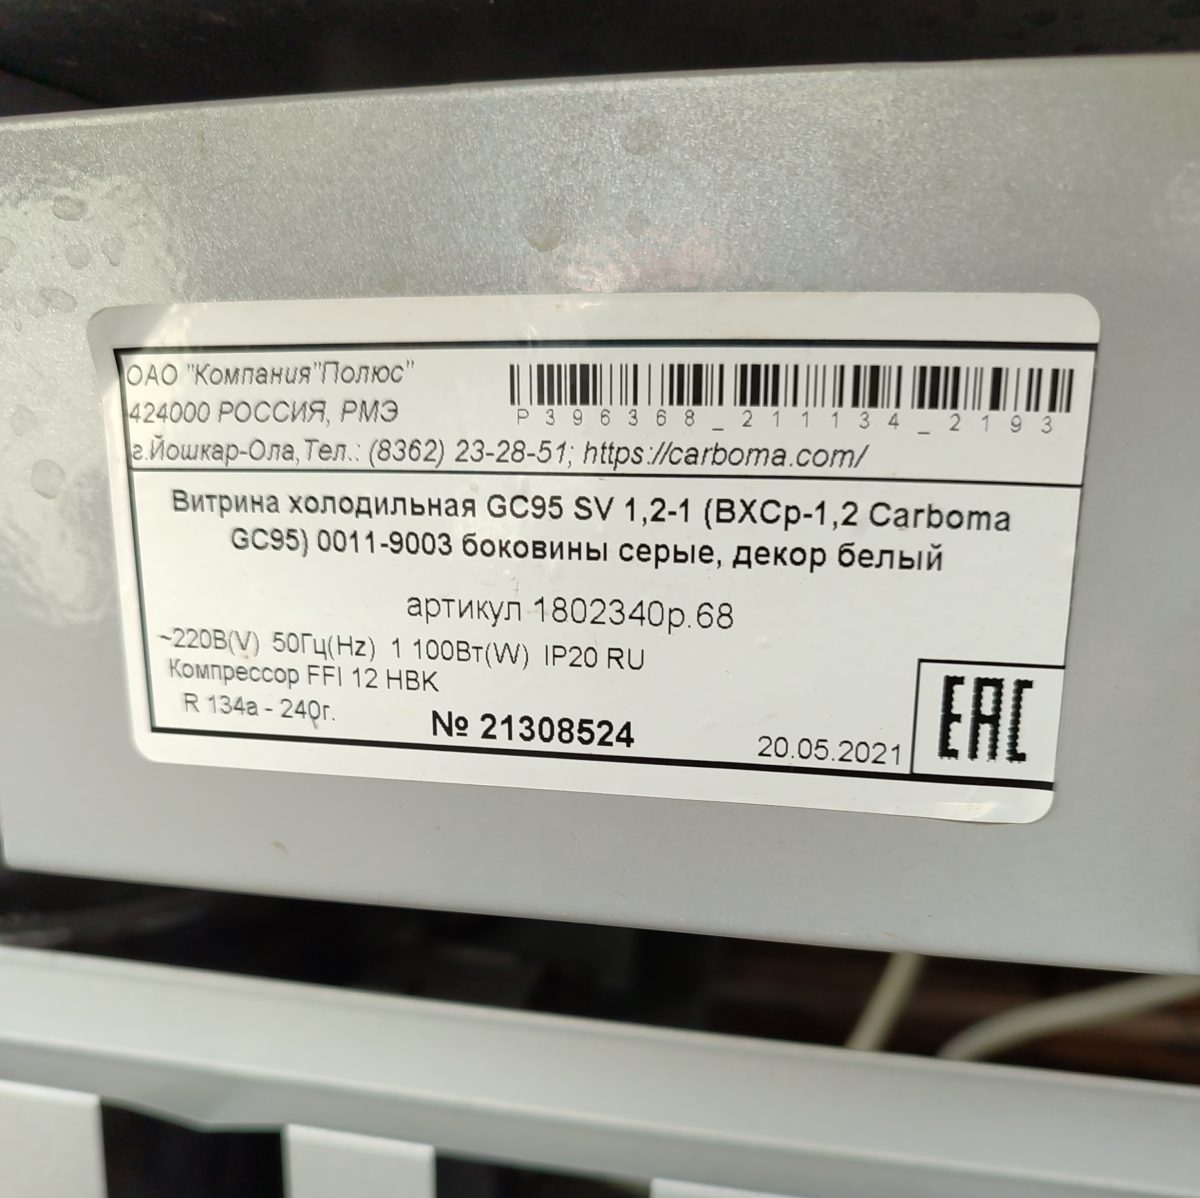 ОАО "Компания"Полюс"
424000 РОССИЯ, РМЭ
P396368_211134_2193
г.Йошкар-Ола,Тел.: (8362) 23-28-51; https://carboma.com/
Витрина холодильная GC95 SV 1,2-1 (ВХСр-1,2 Carboma
GC95) 0011-9003 боковины серые, декор белый
артикул 1802340р.68
~220В(V) 50Гц(Hz) 1 100Вт(W) IP20 RU
Компрессор FFI 12 HBK
R 134a - 240г.
№ 21308524
20.05.2021
EAC